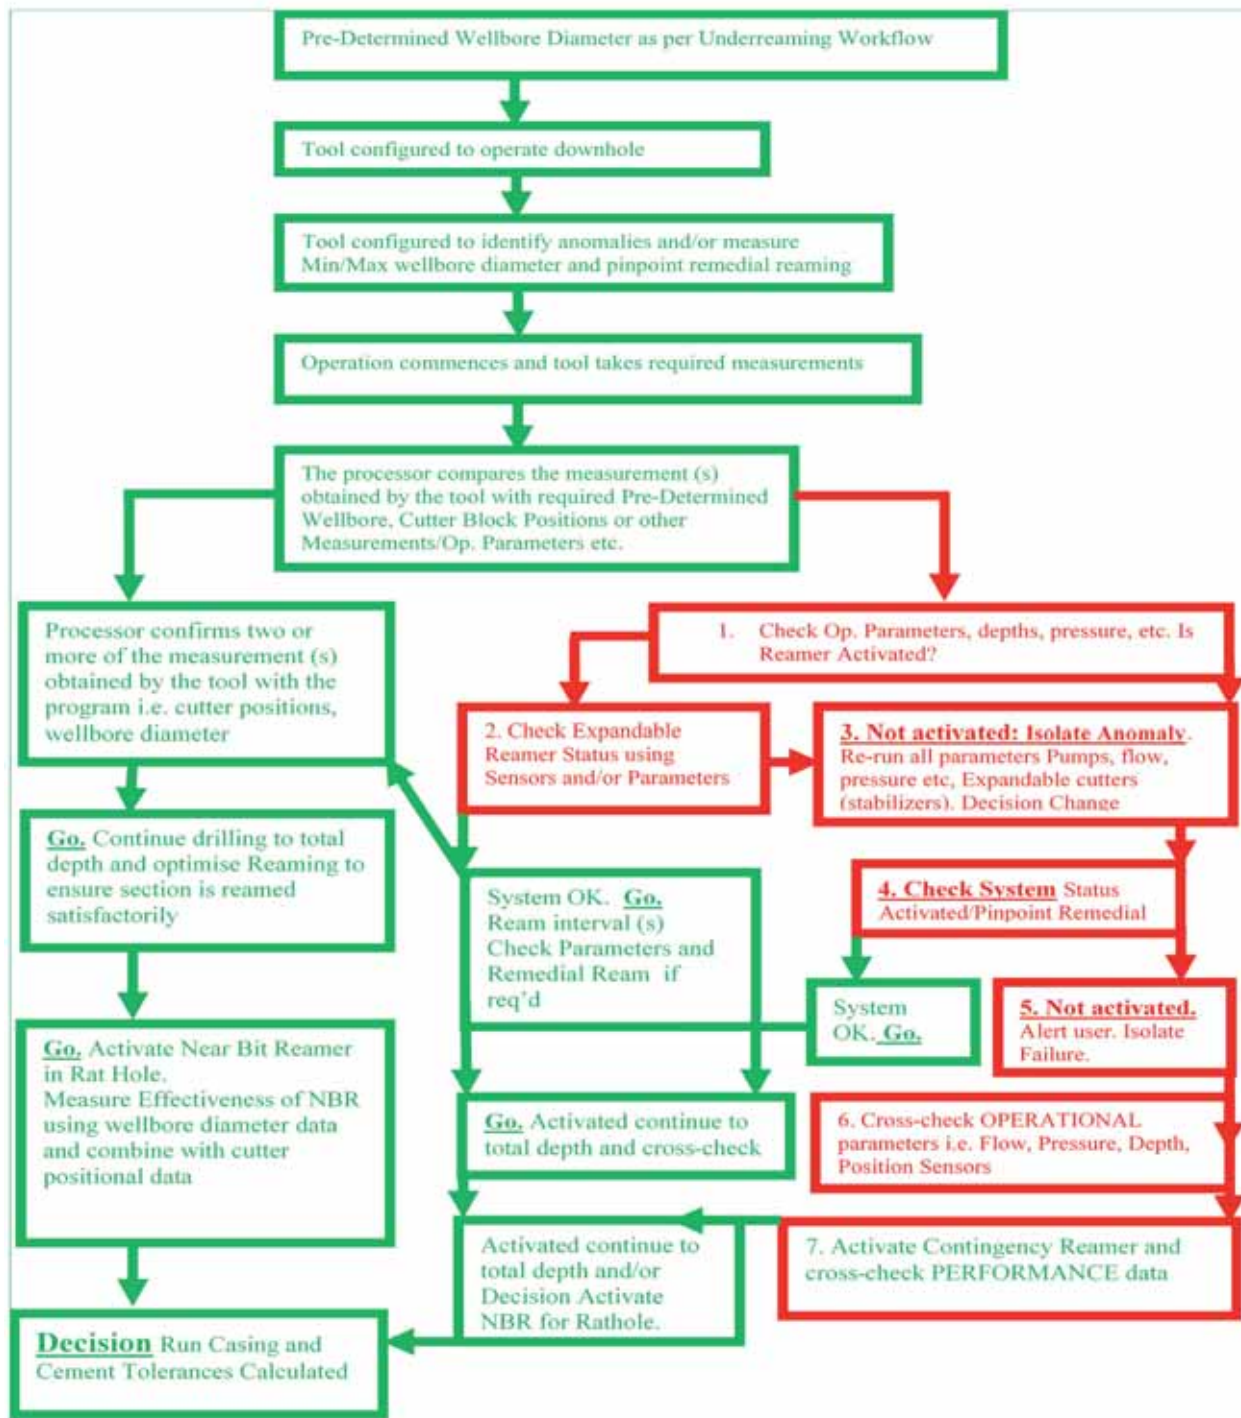 Pre-Determined Wellbore Diameter as per Underreaming Workflow
Tool configured to operate downhole
Tool configured to identify anomalies and/or measure
Min/Max wellbore diameter and pinpoint remedial reaming
Operation commences and tool takes required measurements
The processor compares the measurement (s)
obtained by the tool with required Pre-Determined
Wellbore, Cutter Block Positions or other
Measurements/Op. Parameters etc.
Processor confirms two or
more of the measurement (s)
obtained by the tool with the
program i.e. cutter positions,
wellbore diameter
1. Check Op. Parameters, depths, pressure, etc. Is
Reamer Activated?
2. Check Expandable
Reamer Status using
Sensors and/or Parameters
3. Not activated: Isolate Anomaly.
Re-run all parameters Pumps, flow,
pressure etc, Expandable cutters
(stabilizers). Decision Change
Go. Continue drilling to total
depth and optimise Reaming to
ensure section is reamed
satisfactorily
System OK. Go.
Ream interval (s)
Check Parameters and
Remedial Ream if
req'd
4. Check System Status
Activated/Pinpoint Remedial
System
OK. Go.
5. Not activated.
Alert user. Isolate
Failure.
Go. Activate Near Bit Reamer
in Rat Hole.
Measure Effectiveness of NBR
using wellbore diameter data
and combine with cutter
positional data
Go. Activated continue to
total depth and cross-check
6. Cross-check OPERATIONAL
parameters i.e. Flow, Pressure, Depth,
Position Sensors
Activated continue to
total depth and/or
Decision Activate
NBR for Rathole.
7. Activate Contingency Reamer and
cross-check PERFORMANCE data
Decision Run Casing and
Cement Tolerances Calculated